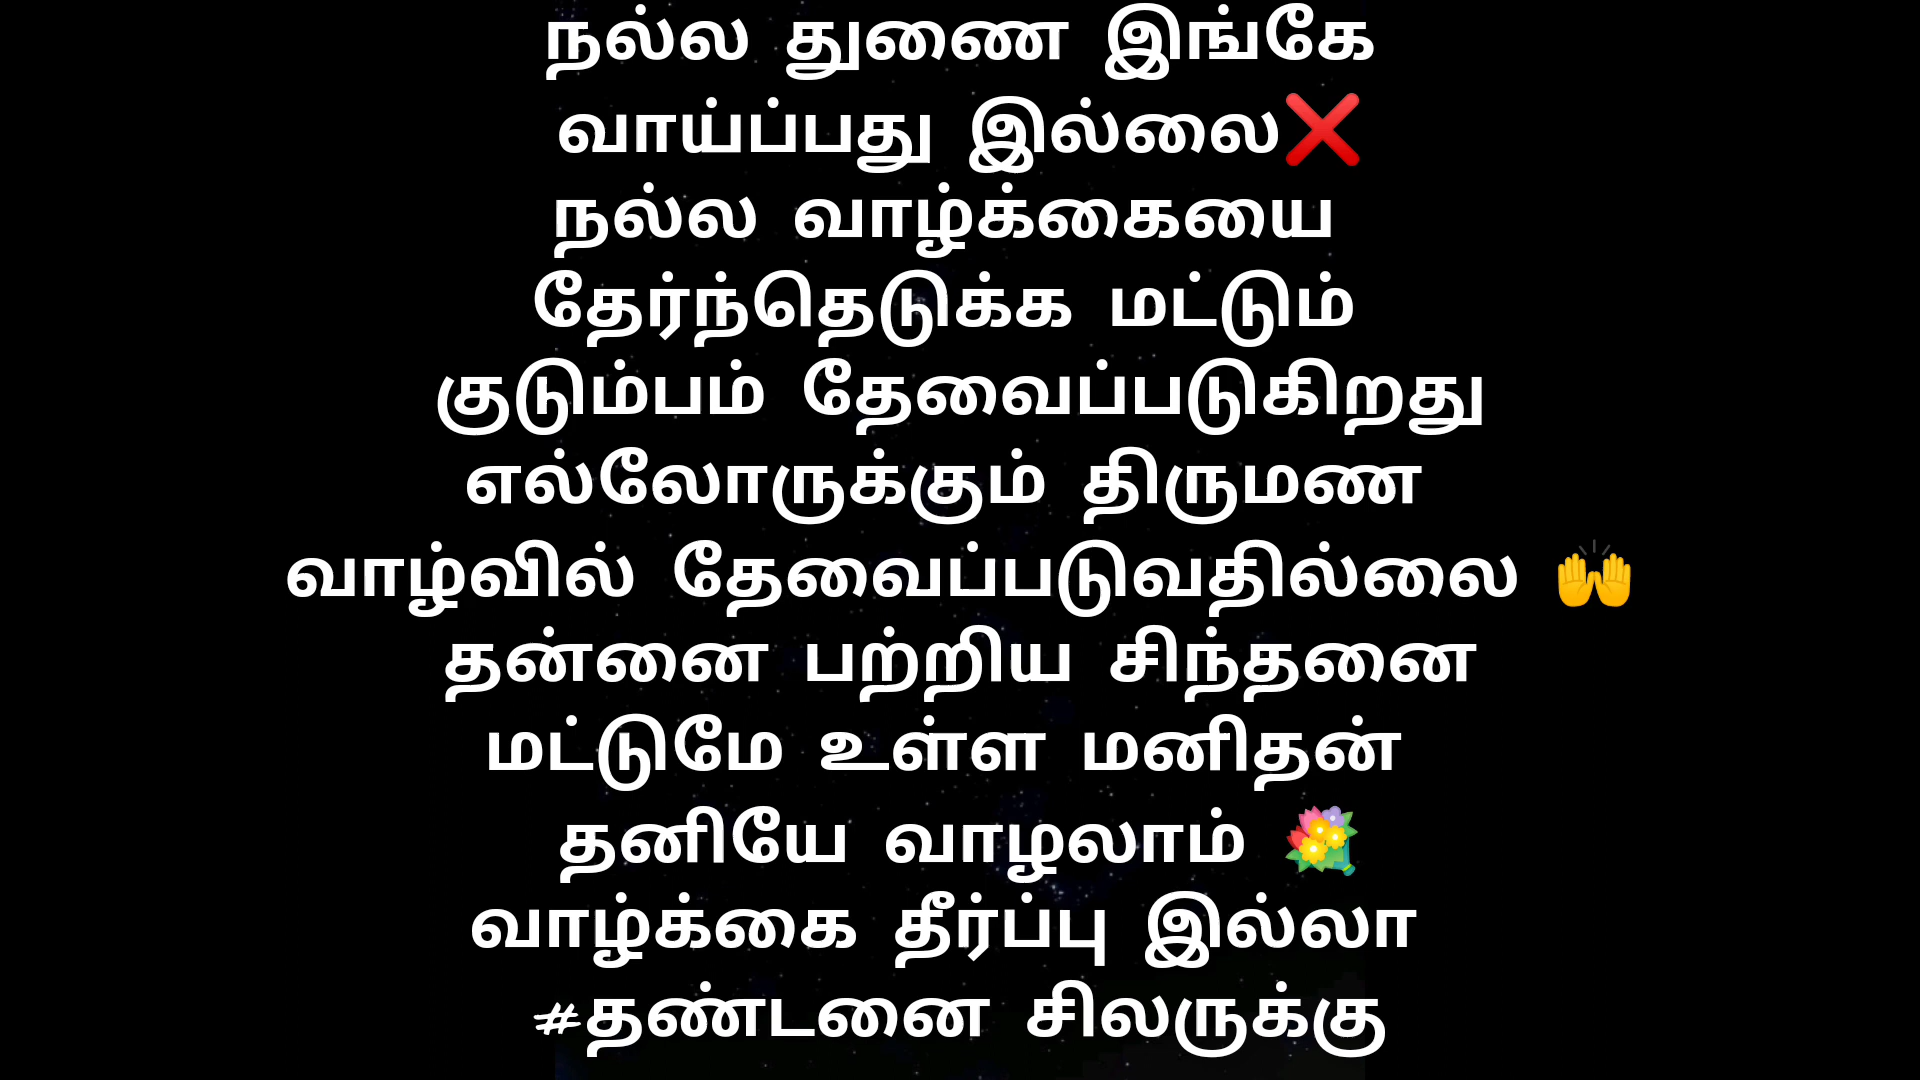 நல்ல துணை இங்கே
வாய்ப்பது இல்லை❌
நல்ல வாழ்க்கையை
தேர்ந்தெடுக்க மட்டும்
குடும்பம் தேவைப்படுகிறது
எல்லோருக்கும் திருமண
வாழ்வில் தேவைப்படுவதில்லை 🙌
தன்னை பற்றிய சிந்தனை
மட்டுமே உள்ள மனிதன்
தனியே வாழலாம் 💐
வாழ்க்கை தீர்ப்பு இல்லா
#தண்டனை சிலருக்கு